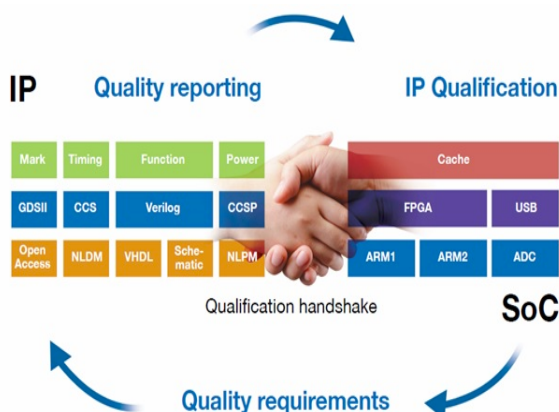 IP
Quality reporting
IP Qualification
Mark Timing Function Power
Cache
GDSII CCS Verilog CCSP
FPGA USB
Open
Access NLDM VHDL Sche-
matic NLPM
ARM1 ARM2 ADC
Qualification handshake
SoC
Quality requirements